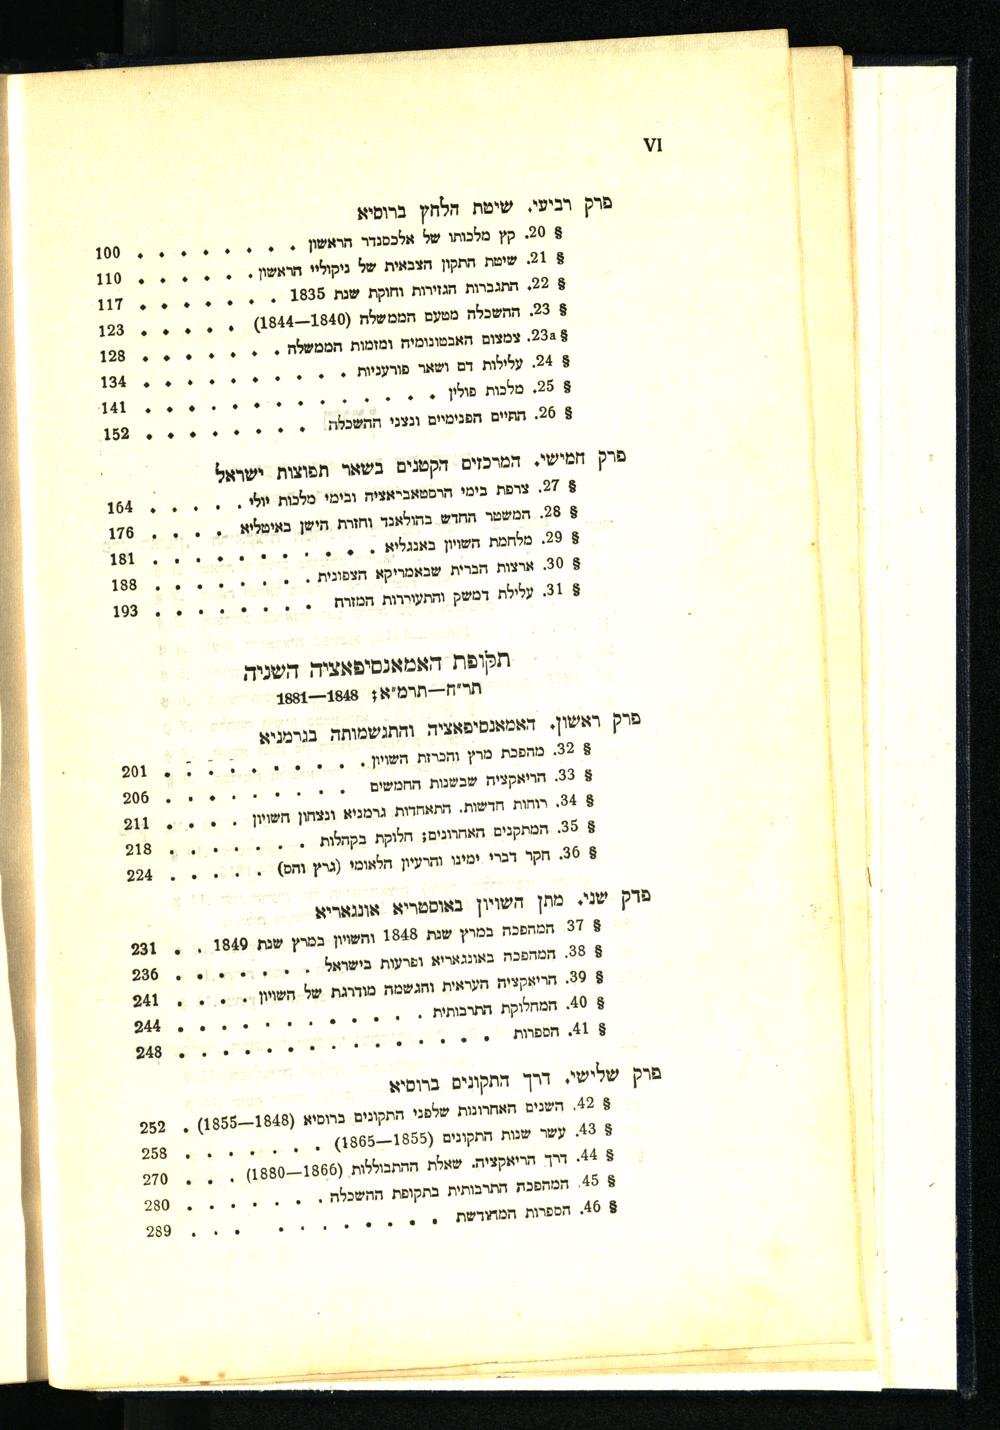 VI
פרק רביעי. שיטת הלחץ ברוסיא
§ 20. קץ מלכותו של אלכסנדר הראשון . . . . . . . . 100
§ 21. שיטת התקון הצבאית של ניקוליי הראשון . . . . . . 110
§ 22. התגברות הגזירות וחוקת שנת 1835 . . . . . . . 117
§ 23. ההשכלה מטעם הממשלה (1840—1844) . . . . . 123
§ 23a. צמצום האבטונומיה ומזמות הממשלה . . . . . . . 128
§ 24. עלילות דם ושאר פורעניות . . . . . . . . . . 134
§ 25. מלכות פולין . . . . . . . . . . . . . . 141
§ 26. החיים הפנימיים ונצני ההשכלה . . . . . . . . 152
פרק חמישי. המרכזים הקטנים בשאר תפוצות ישראל
§ 27. צרפת בימי הרסטאבראציה ובימי מלכות יולי . . . . . 164
§ 28. המשטר החדש בהולאנד וחזרת הישן באיטליא . . . . 176
§ 29. מלחמת השויון באנגליא . . . . . . . . . . . 181
§ 30. ארצות הברית שבאמריקא הצפונית . . . . . . . . 188
§ 31. עלילת דמשק והתעוררות המזרח . . . . . . . . 193
תקופת האמאנסיפאציה השניה
תר״ח—תרמ״א; 1848—1881
פרק ראשון. האמאנסיפאציה והתגשמותה בגרמניא
§ 32. מהפכת מרץ והכרזת השויון . . . . . . . . . 201
§ 33. הריאקציה שבשנות החמשים . . . . . . . . . 206
§ 34. רוחות חדשות. התאחדות גרמניא ונצחון השויון . . . . 211
§ 35. המתקנים האחרונים; חלוקת בקהלות . . . . . . . 218
§ 36. חקר דברי ימינו והרעיון הלאומי (גרץ והס) . . . . . 224
פדק שני. מתן השויון באוסטריא אונגאריא
§ 37 המהפכה במרץ שנת 1848 והשויון במרץ שנת 1849 . . 231
§ 38. המהפכה באונגאריא ופרעות בישראל . . . . . . . 236
§ 39. הריאקציה העראית והגשמה מודרגת של השויון . . . . 241
§ 40. המחלוקת התרבותית . . . . . . . . . . . . 244
§ 41. הספרות . . . . . . . . . . . . . . 248
פרק שלישי. דרך התקונים ברוסיא
§ 42. השנים האחרונות שלפני התקונים ברוסיא (1848—1855) . 252
§ 43. עשר שנות התקונים (1855—1865) . . . . . . . 258
§ 44. דרך הריאקציה. שאלת ההתבוללות (1866—1880) . . . 270
§ 45. המהפכה התרבותית בתקופת ההשכלה . . . . . . . 280
§ 46. הספרות המחודשת . . . . . . . . . . . . 289